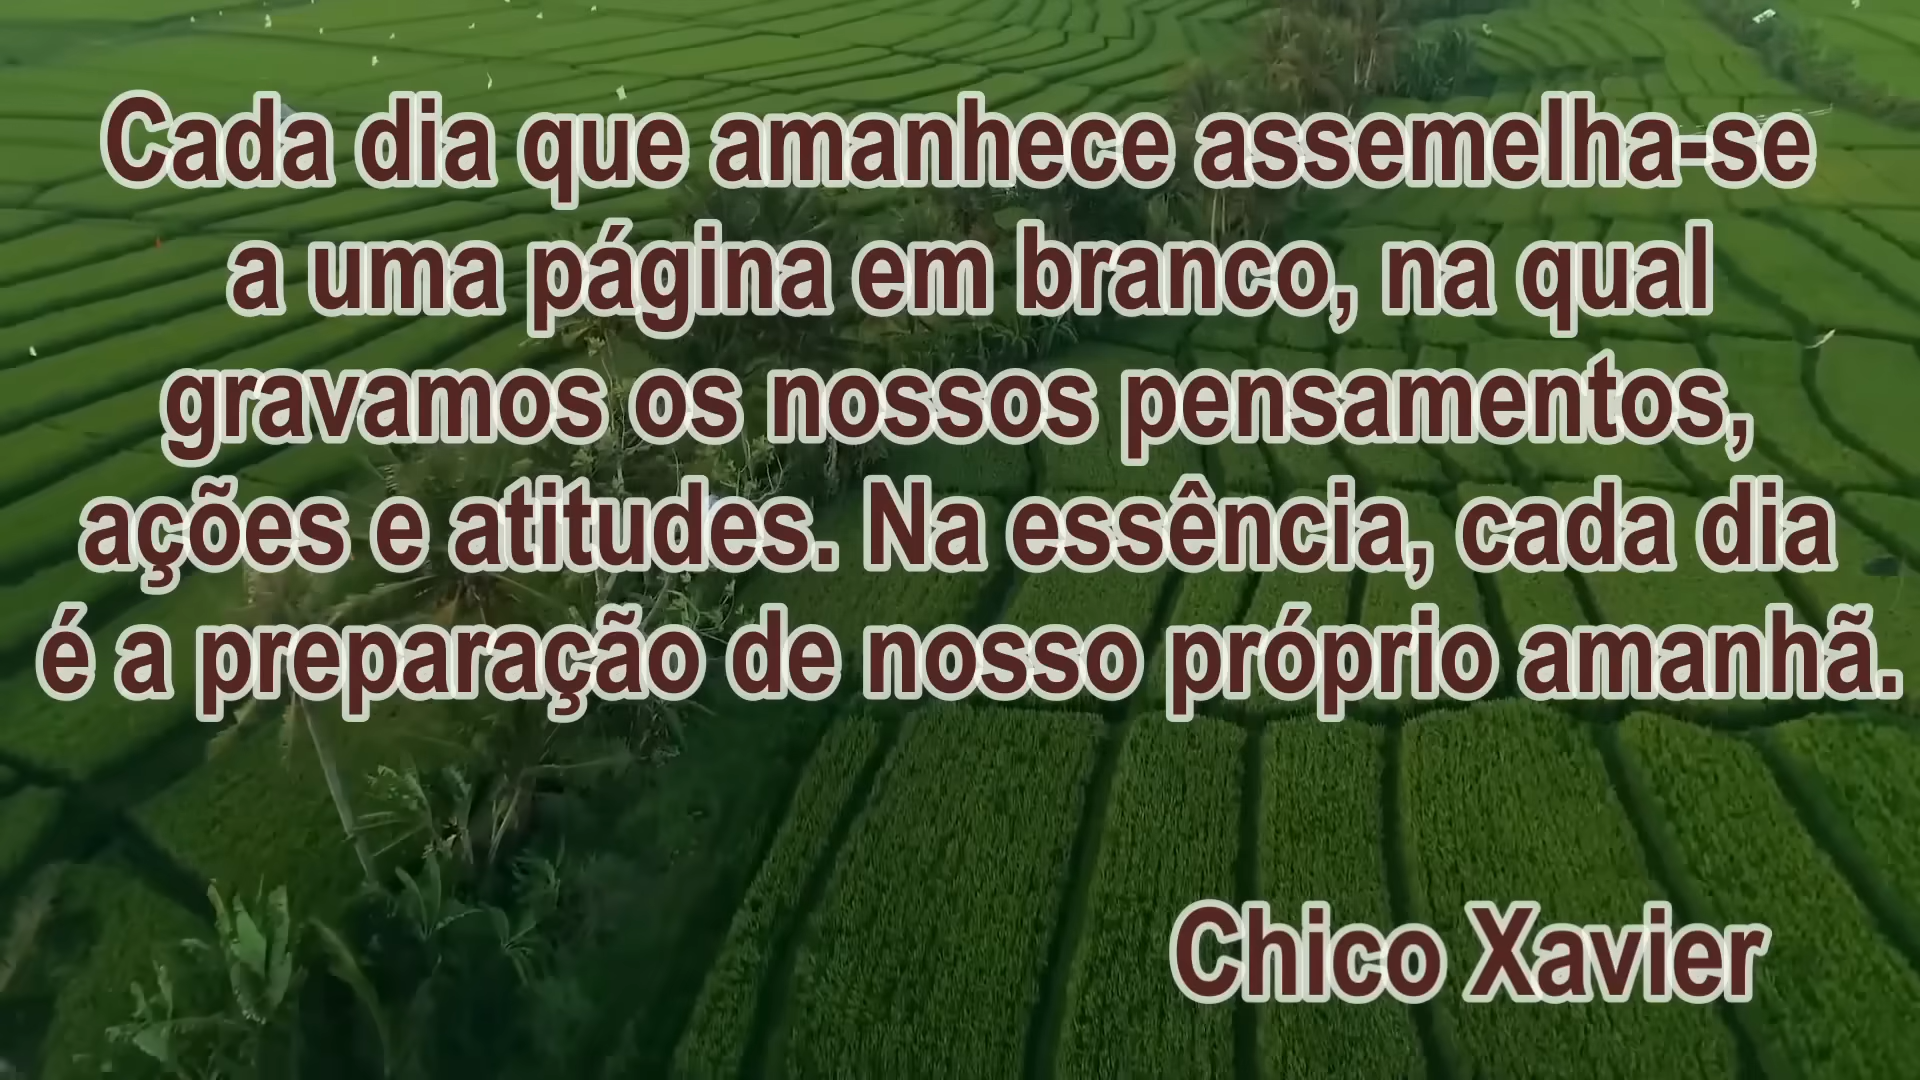 Cada dia que amanhece assemelha-se
a uma página em branco, na qual
gravamos os nossos pensamentos,
ações e atitudes. Na essência, cada dia
é a preparação de nosso próprio amanhã.
Chico Xavier